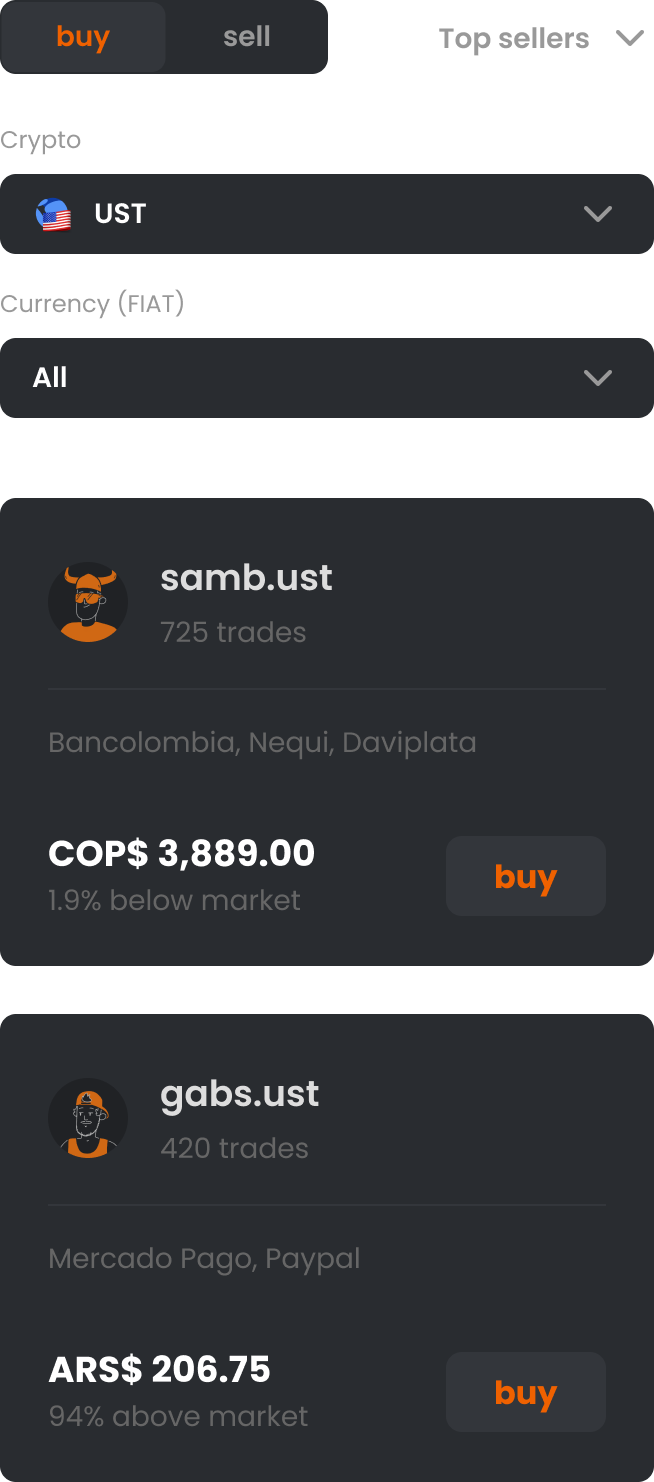 buy
sell
Top sellers
Crypto
UST
Currency (FIAT)
All
samb.ust
725 trades
Bancolombia, Nequi, Daviplata
COP$ 3,889.00
1.9% below market
buy
gabs.ust
420 trades
Mercado Pago, Paypal
ARS$ 206.75
94% above market
buy